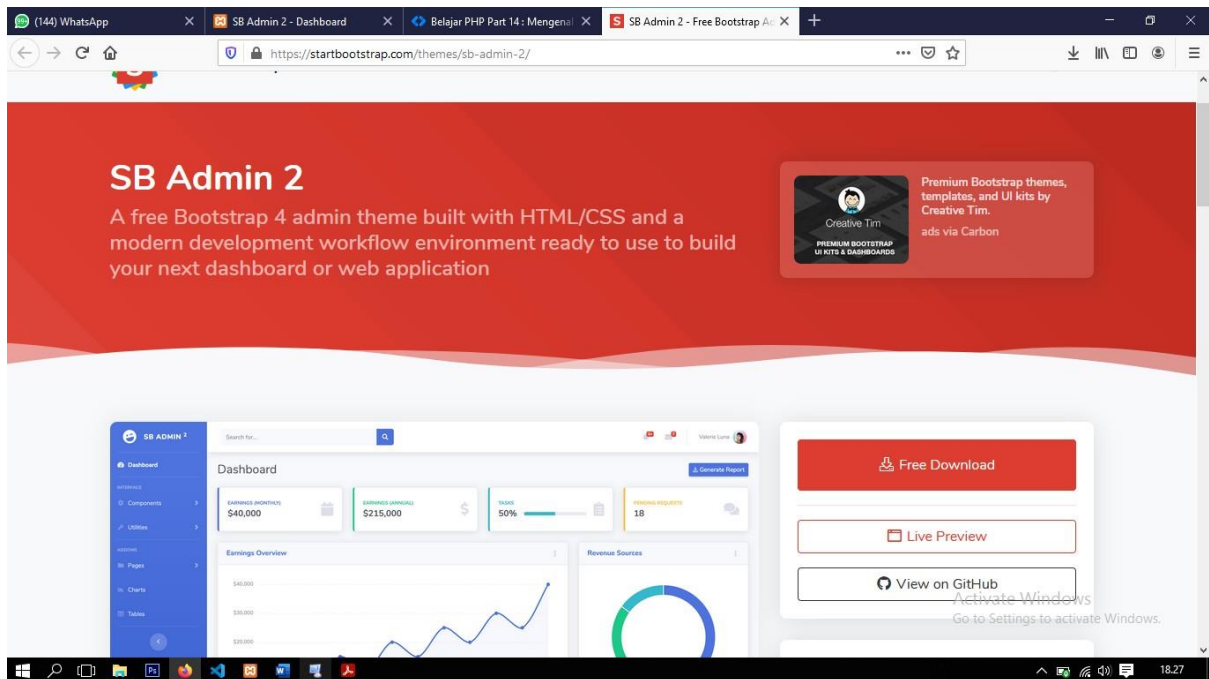 (144) WhatsApp
SB Admin 2 - Dashboard
Belajar PHP Part 14 : Mengenal
SB Admin 2 - Free Bootstrap Ad
https://startbootstrap.com/themes/sb-admin-2/
SB Admin 2
A free Bootstrap 4 admin theme built with HTML/CSS and a
modern development workflow environment ready to use to build
your next dashboard or web application
Creative Tim
PREMIUM BOOTSTRAP
UI KITS & DASHBOARDS
Premium Bootstrap themes,
templates, and UI kits by
Creative Tim.
ads via Carbon
SB ADMIN 2
Search for...
Valerie Luna
Dashboard
Dashboard
Generate Report
INTERFACE
Components
Utilities
ADDONS
Pages
Charts
Tables
EARNINGS (MONTHLY)
$40,000
EARNINGS (ANNUAL)
$215,000
TASKS
50%
PENDING REQUESTS
18
Earnings Overview
$40,000
$30,000
$20,000
Revenue Sources
Free Download
Live Preview
View on GitHub
Activate Windows
Go to Settings to activate Windows.
18.27